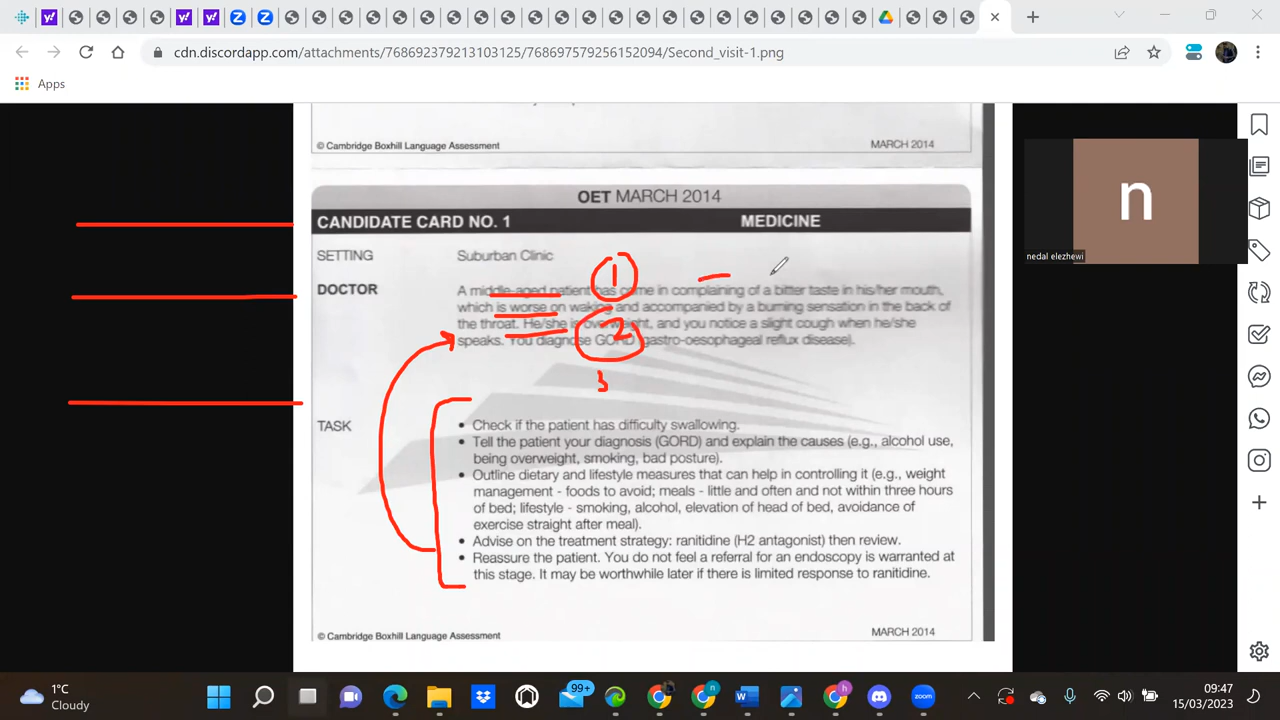 cdn.discordapp.com/attachments/768692379213103125/768697579256152094/Second_visit-1.png
Apps
© Cambridge Boxhill Language Assessment
MARCH 2014
OET MARCH 2014
CANDIDATE CARD NO. 1
MEDICINE
SETTING
Suburban Clinic
1
DOCTOR
A middle-aged patient has come in complaining of a bitter taste in his/her mouth,
which is worse on waking and accompanied by a burning sensation in the back of
the throat. He/she is overweight, and you notice a slight cough when he/she
speaks. You diagnose GORD (gastro-oesophageal reflux disease).
2
3
TASK
• Check if the patient has difficulty swallowing.
• Tell the patient your diagnosis (GORD) and explain the causes (e.g., alcohol use,
being overweight, smoking, bad posture).
• Outline dietary and lifestyle measures that can help in controlling it (e.g., weight
management - foods to avoid; meals - little and often and not within three hours
of bed; lifestyle - smoking, alcohol, elevation of head of bed, avoidance of
exercise straight after meal).
• Advise on the treatment strategy: ranitidine (H2 antagonist) then review.
• Reassure the patient. You do not feel a referral for an endoscopy is warranted at
this stage. It may be worthwhile later if there is limited response to ranitidine.
© Cambridge Boxhill Language Assessment
MARCH 2014
n
nedal elezhewi
1°C
Cloudy
99+
n
h
zoom
09:47
15/03/2023